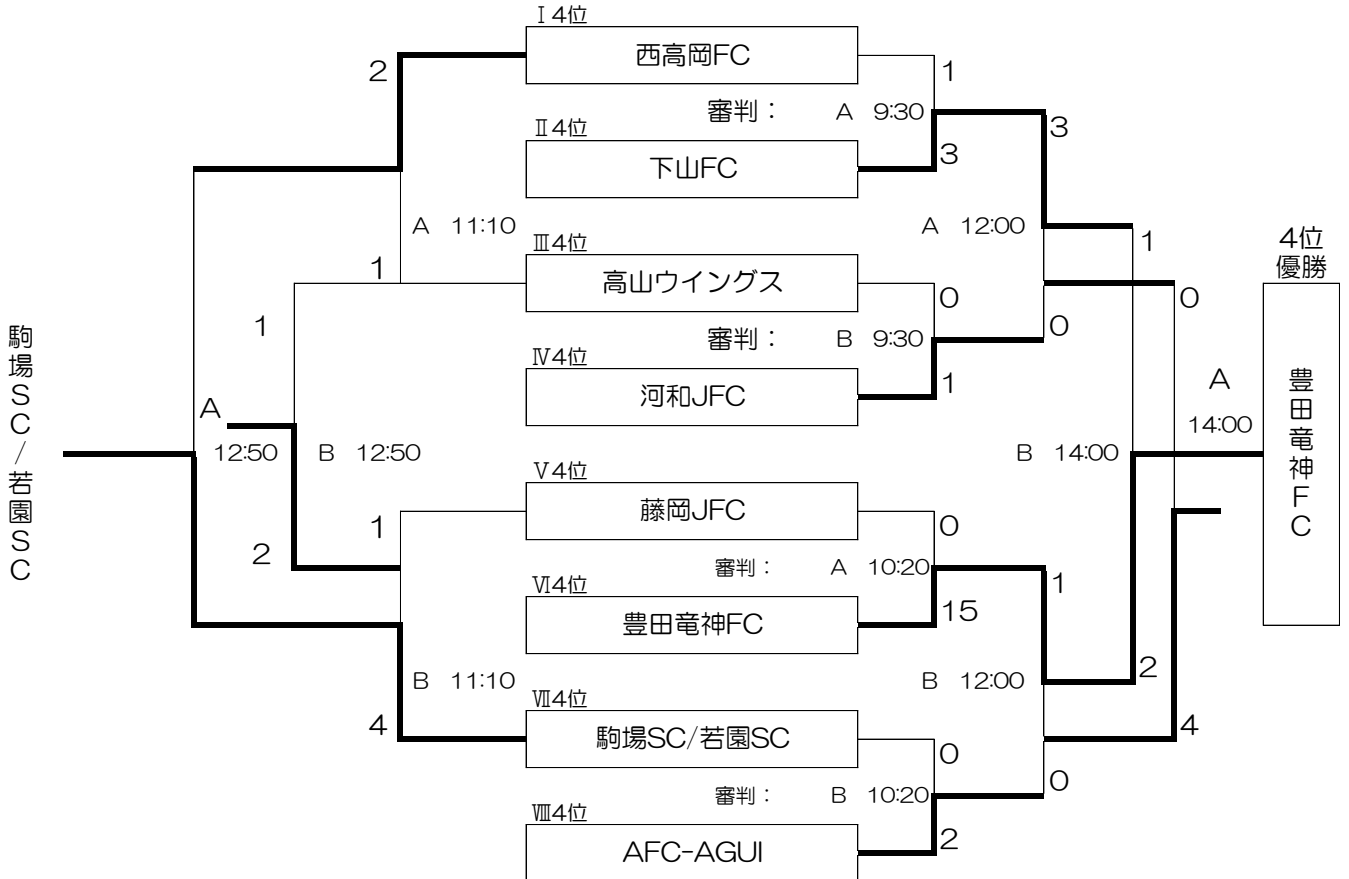 Ⅰ4位
西高岡FC
2
1
審判： A 9:30
3
Ⅱ4位
3
下山FC
A 11:10
A 12:00
1
Ⅲ4位
4位
優勝
1
高山ウイングス
0
0
1
審判： B 9:30
0
Ⅳ4位
河和JFC
1
A
A
12:50
B 12:50
B 14:00
14:00
駒場SC/若園SC
豊田竜神FC
Ⅴ4位
藤岡JFC
1
0
2
審判： A 10:20
1
Ⅵ4位
豊田竜神FC
15
B 11:10
B 12:00
2
Ⅶ4位
4
駒場SC/若園SC
4
0
審判： B 10:20
0
Ⅷ4位
AFC-AGUI
2